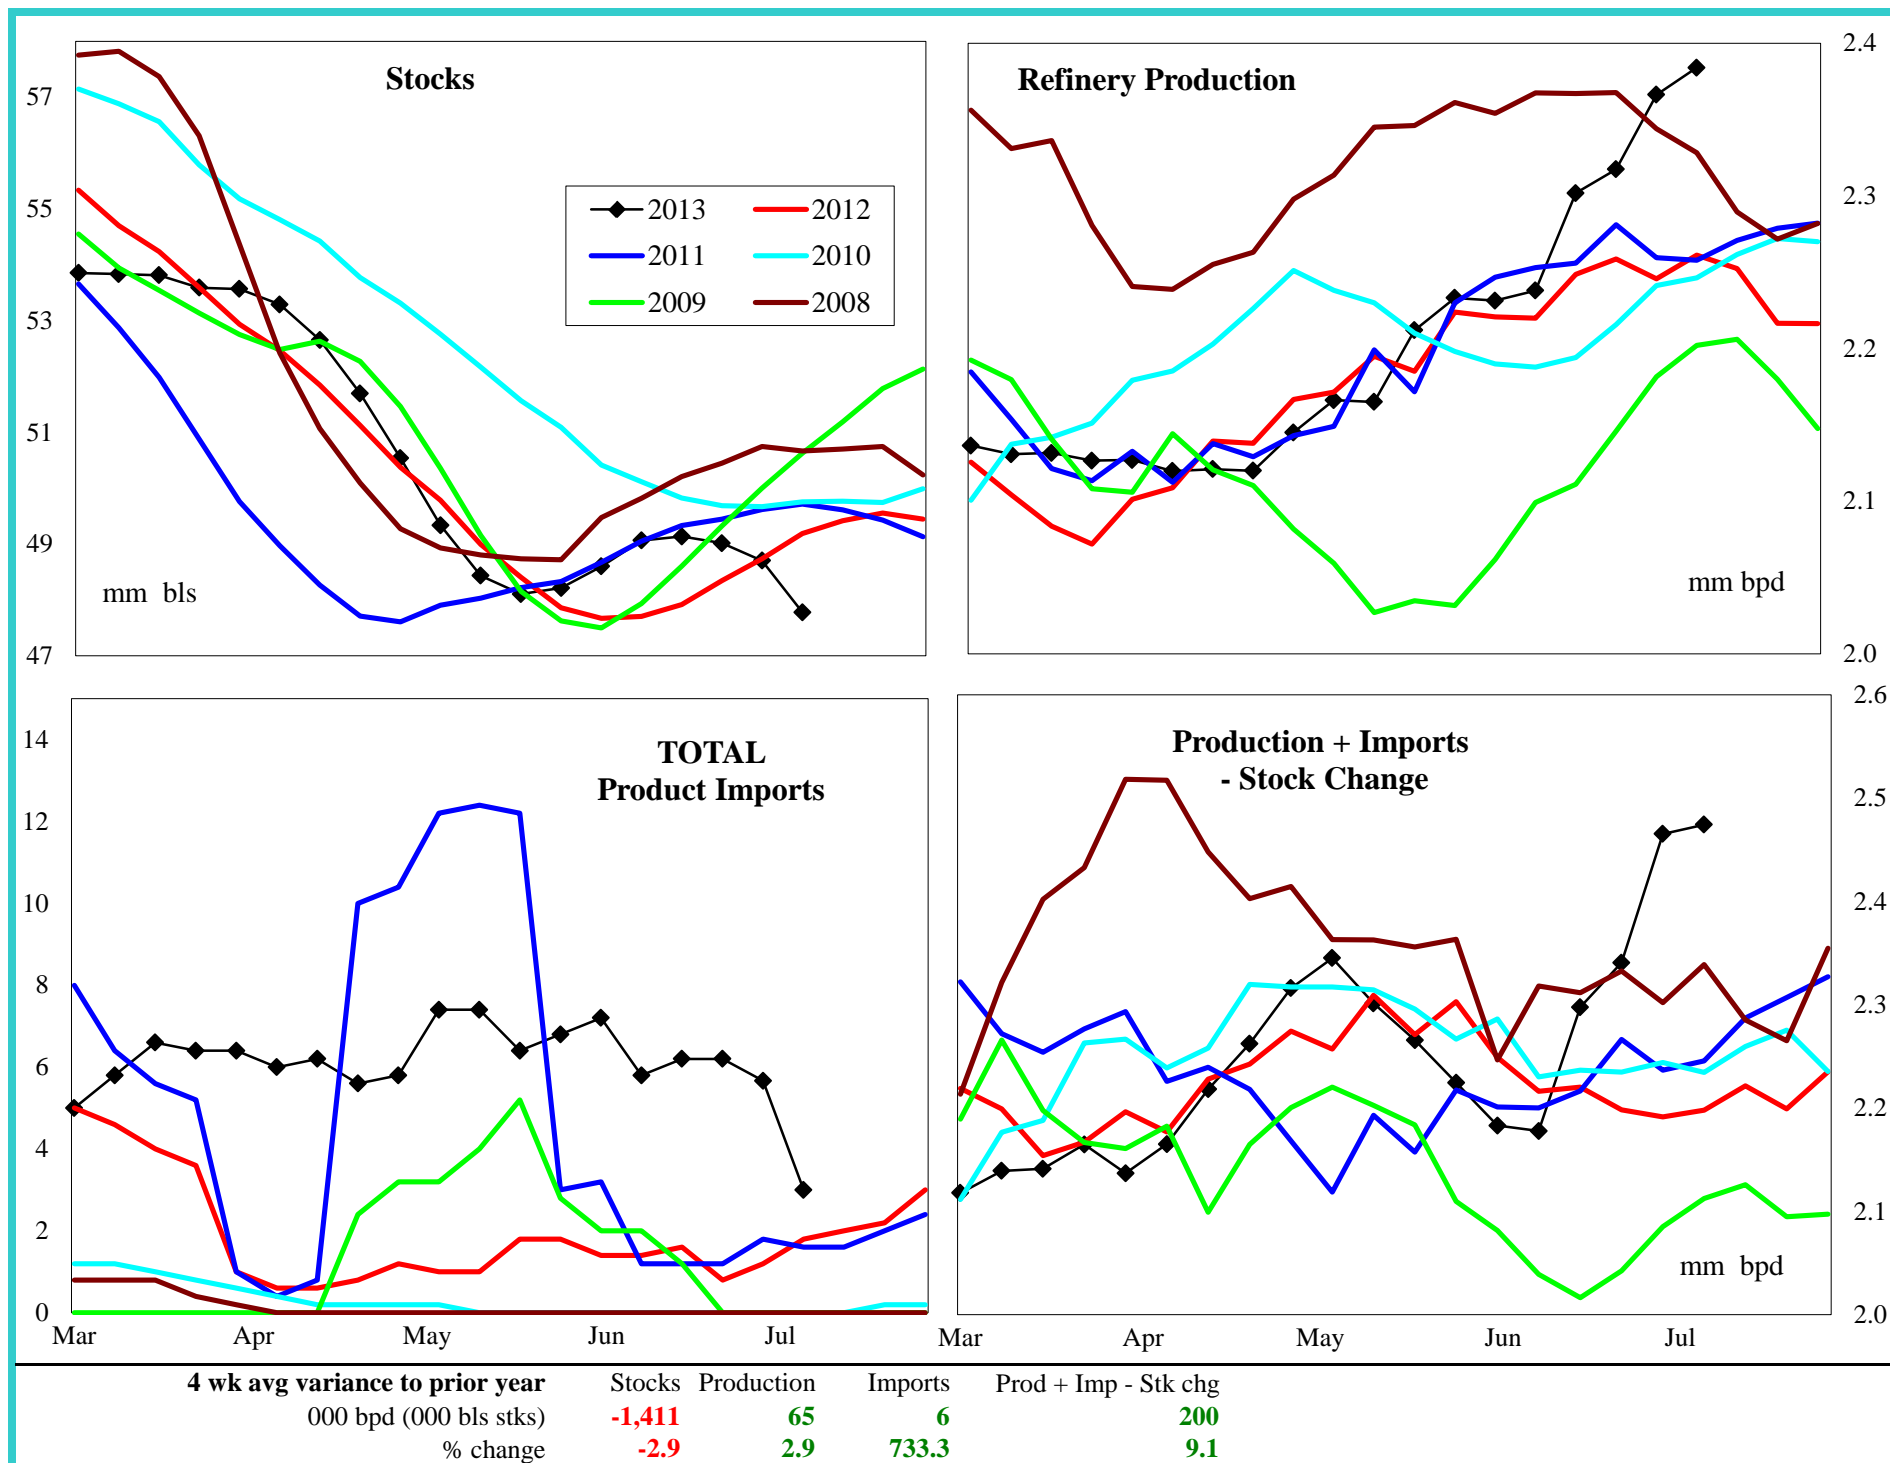 Stocks
57
55
53
51
49
47
2013
2012
2011
2010
2009
2008
mm bls
Refinery Production
2.4
2.3
2.2
2.1
2.0
mm bpd
TOTAL
Product Imports
14
12
10
8
6
4
2
0
Mar Apr May Jun Jul
Production + Imports
- Stock Change
2.6
2.5
2.4
2.3
2.2
2.1
2.0
mm bpd
Mar Apr May Jun Jul
4 wk avg variance to prior year Stocks Production Imports Prod + Imp - Stk chg
000 bpd (000 bls stks) -1,411 65 6 200
% change -2.9 2.9 733.3 9.1